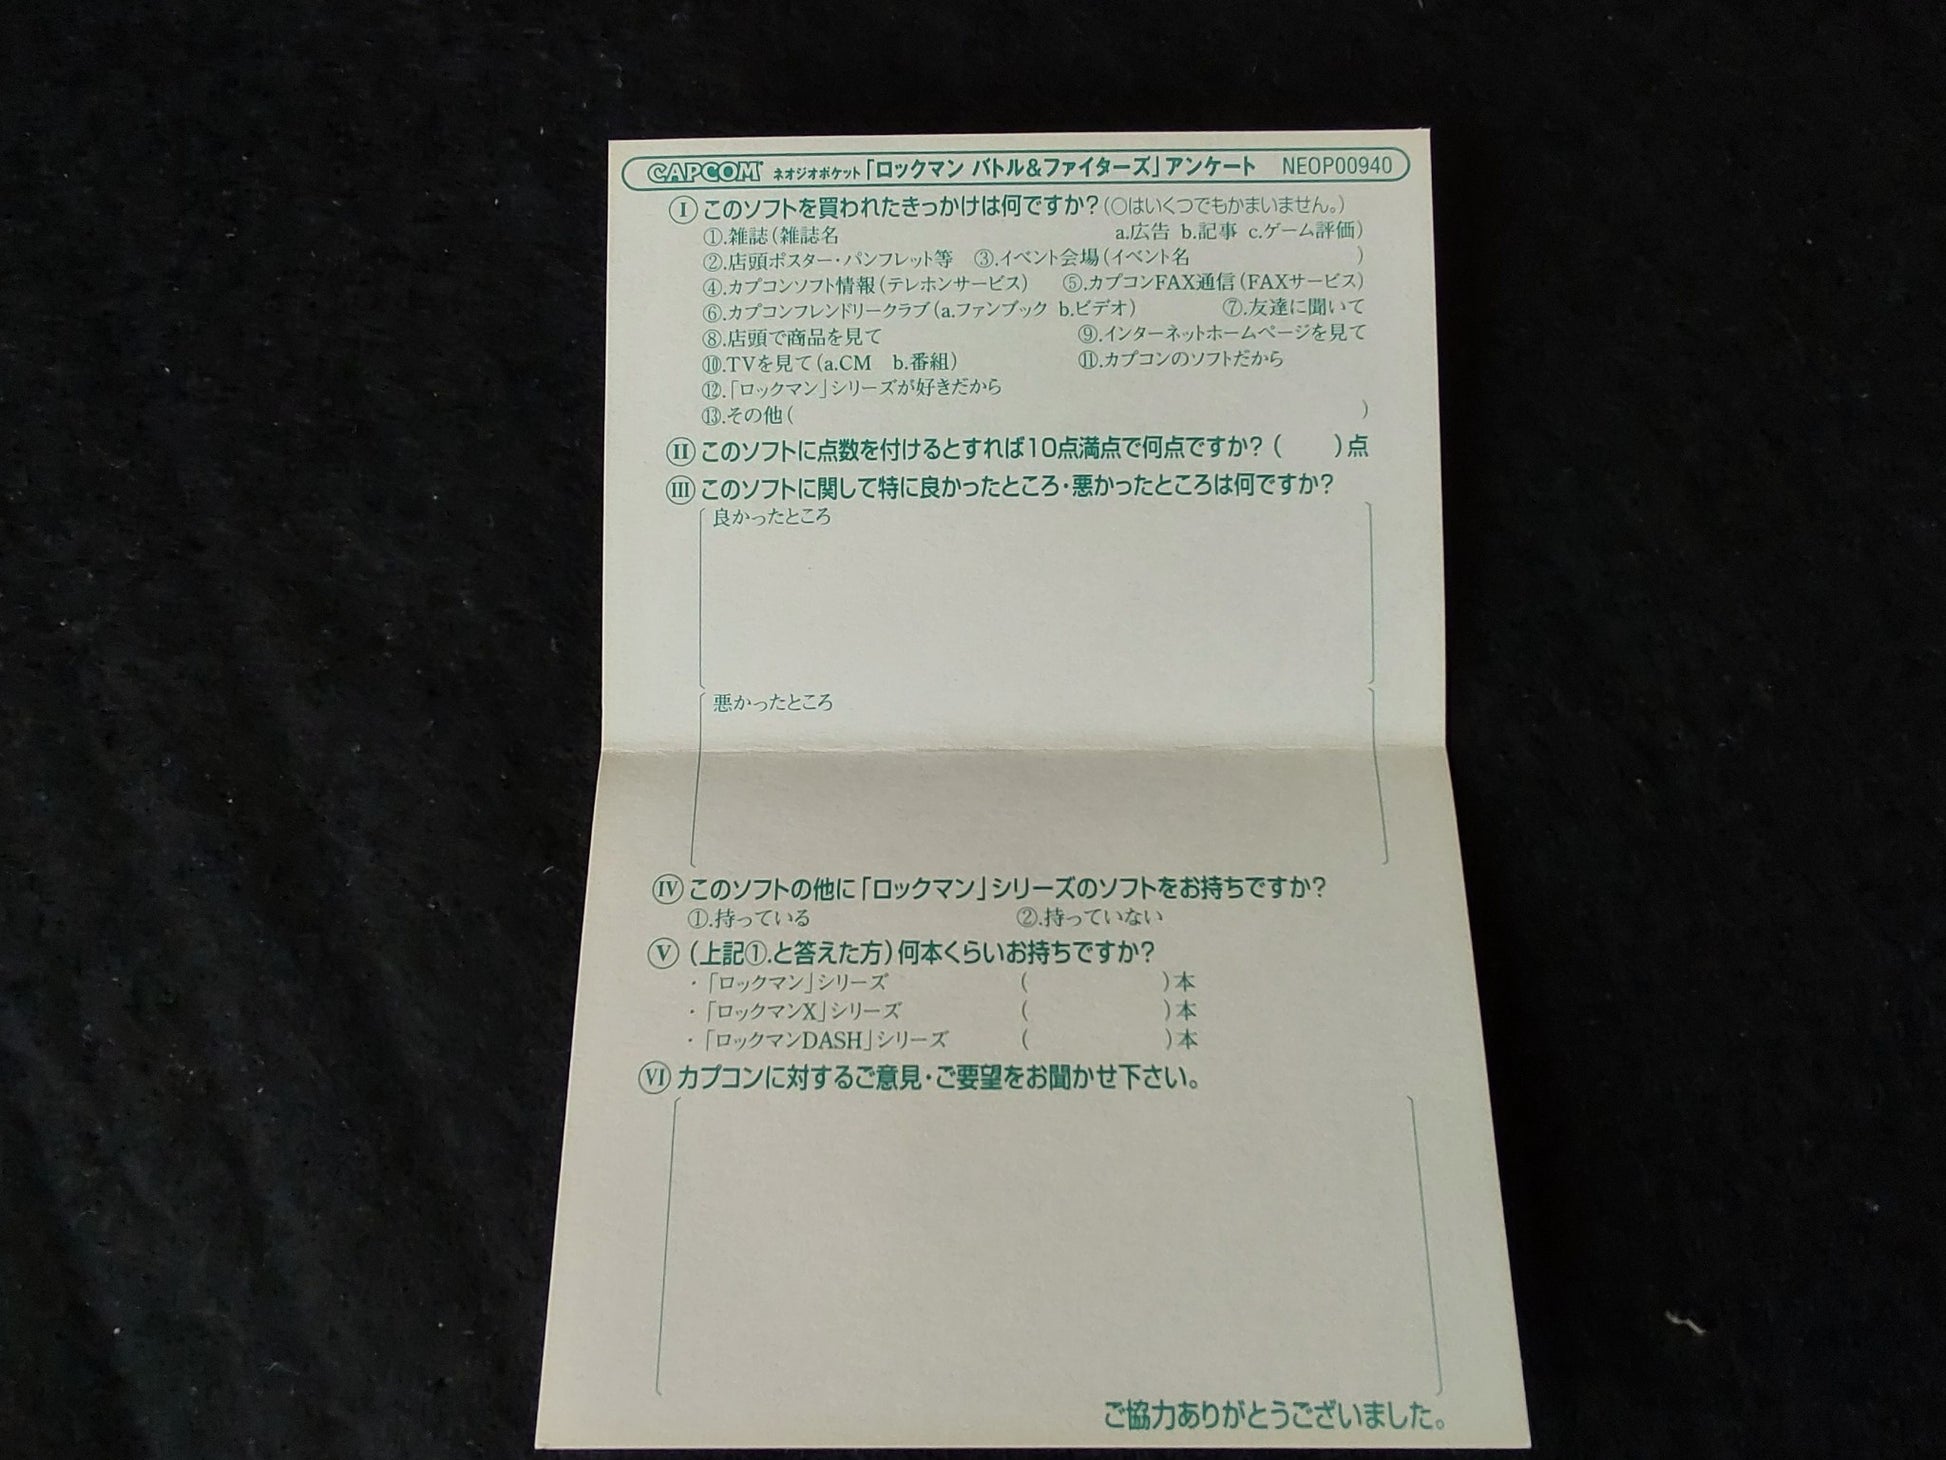 CAPCOM ネオジオポケット「ロックマン バトル&ファイターズ」アンケート NEOP00940
Ⅰ このソフトを買われたきっかけは何ですか?(○はいくつでもかまいません。)
①.雑誌(雑誌名 a.広告 b.記事 c.ゲーム評価)
②.店頭ポスター・パンフレット等 ③.イベント会場(イベント名 )
④.カプコンソフト情報(テレホンサービス) ⑤.カプコンFAX通信(FAXサービス)
⑥.カプコンフレンドリークラブ(a.ファンブック b.ビデオ) ⑦.友達に聞いて
⑧.店頭で商品を見て ⑨.インターネットホームページを見て
⑩.TVを見て(a.CM b.番組) ⑪.カプコンのソフトだから
⑫.「ロックマン」シリーズが好きだから
⑬.その他( )
Ⅱ このソフトに点数を付けるとすれば10点満点で何点ですか?( )点
Ⅲ このソフトに関して特に良かったところ・悪かったところは何ですか?
良かったところ
悪かったところ
Ⅳ このソフトの他に「ロックマン」シリーズのソフトをお持ちですか?
①.持っている ②.持っていない
Ⅴ (上記①.と答えた方)何本くらいお持ちですか?
・「ロックマン」シリーズ ( )本
・「ロックマンX」シリーズ ( )本
・「ロックマンDASH」シリーズ ( )本
Ⅵ カプコンに対するご意見・ご要望をお聞かせ下さい。
ご協力ありがとうございました。